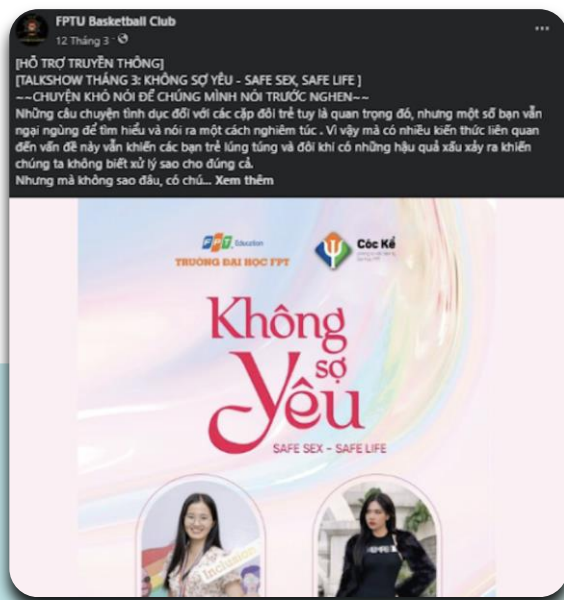 FPTU Basketball Club
12 Tháng 3 ·
[HỖ TRỢ TRUYỀN THÔNG]
[TALKSHOW THÁNG 3: KHÔNG SỢ YÊU - SAFE SEX, SAFE LIFE ]
~~CHUYỆN KHÓ NÓI ĐỂ CHÚNG MÌNH NÓI TRƯỚC NGHEN~~
Những câu chuyện tình dục đối với các cặp đôi trẻ tuy là quan trọng đó, nhưng một số bạn vẫn
ngại ngùng để tìm hiểu và nói ra một cách nghiêm túc . Vì vậy mà có nhiều kiến thức liên quan
đến vấn đề này vẫn khiến các bạn trẻ lúng túng và đôi khi có những hậu quả xấu xảy ra khiến
chúng ta không biết xử lý sao cho đúng cả.
Nhưng mà không sao đâu, có chú... Xem thêm
FPT Education
TRƯỜNG ĐẠI HỌC FPT
Cóc Kể
Không
sợ
Yêu
SAFE SEX – SAFE LIFE
Inclusion